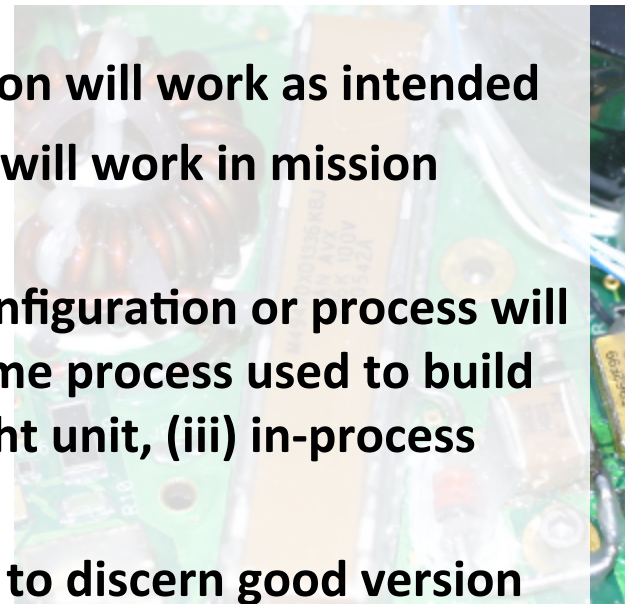 on will work as intended
will work in mission
nfiguration or process will
me process used to build
ht unit, (iii) in-process
to discern good version